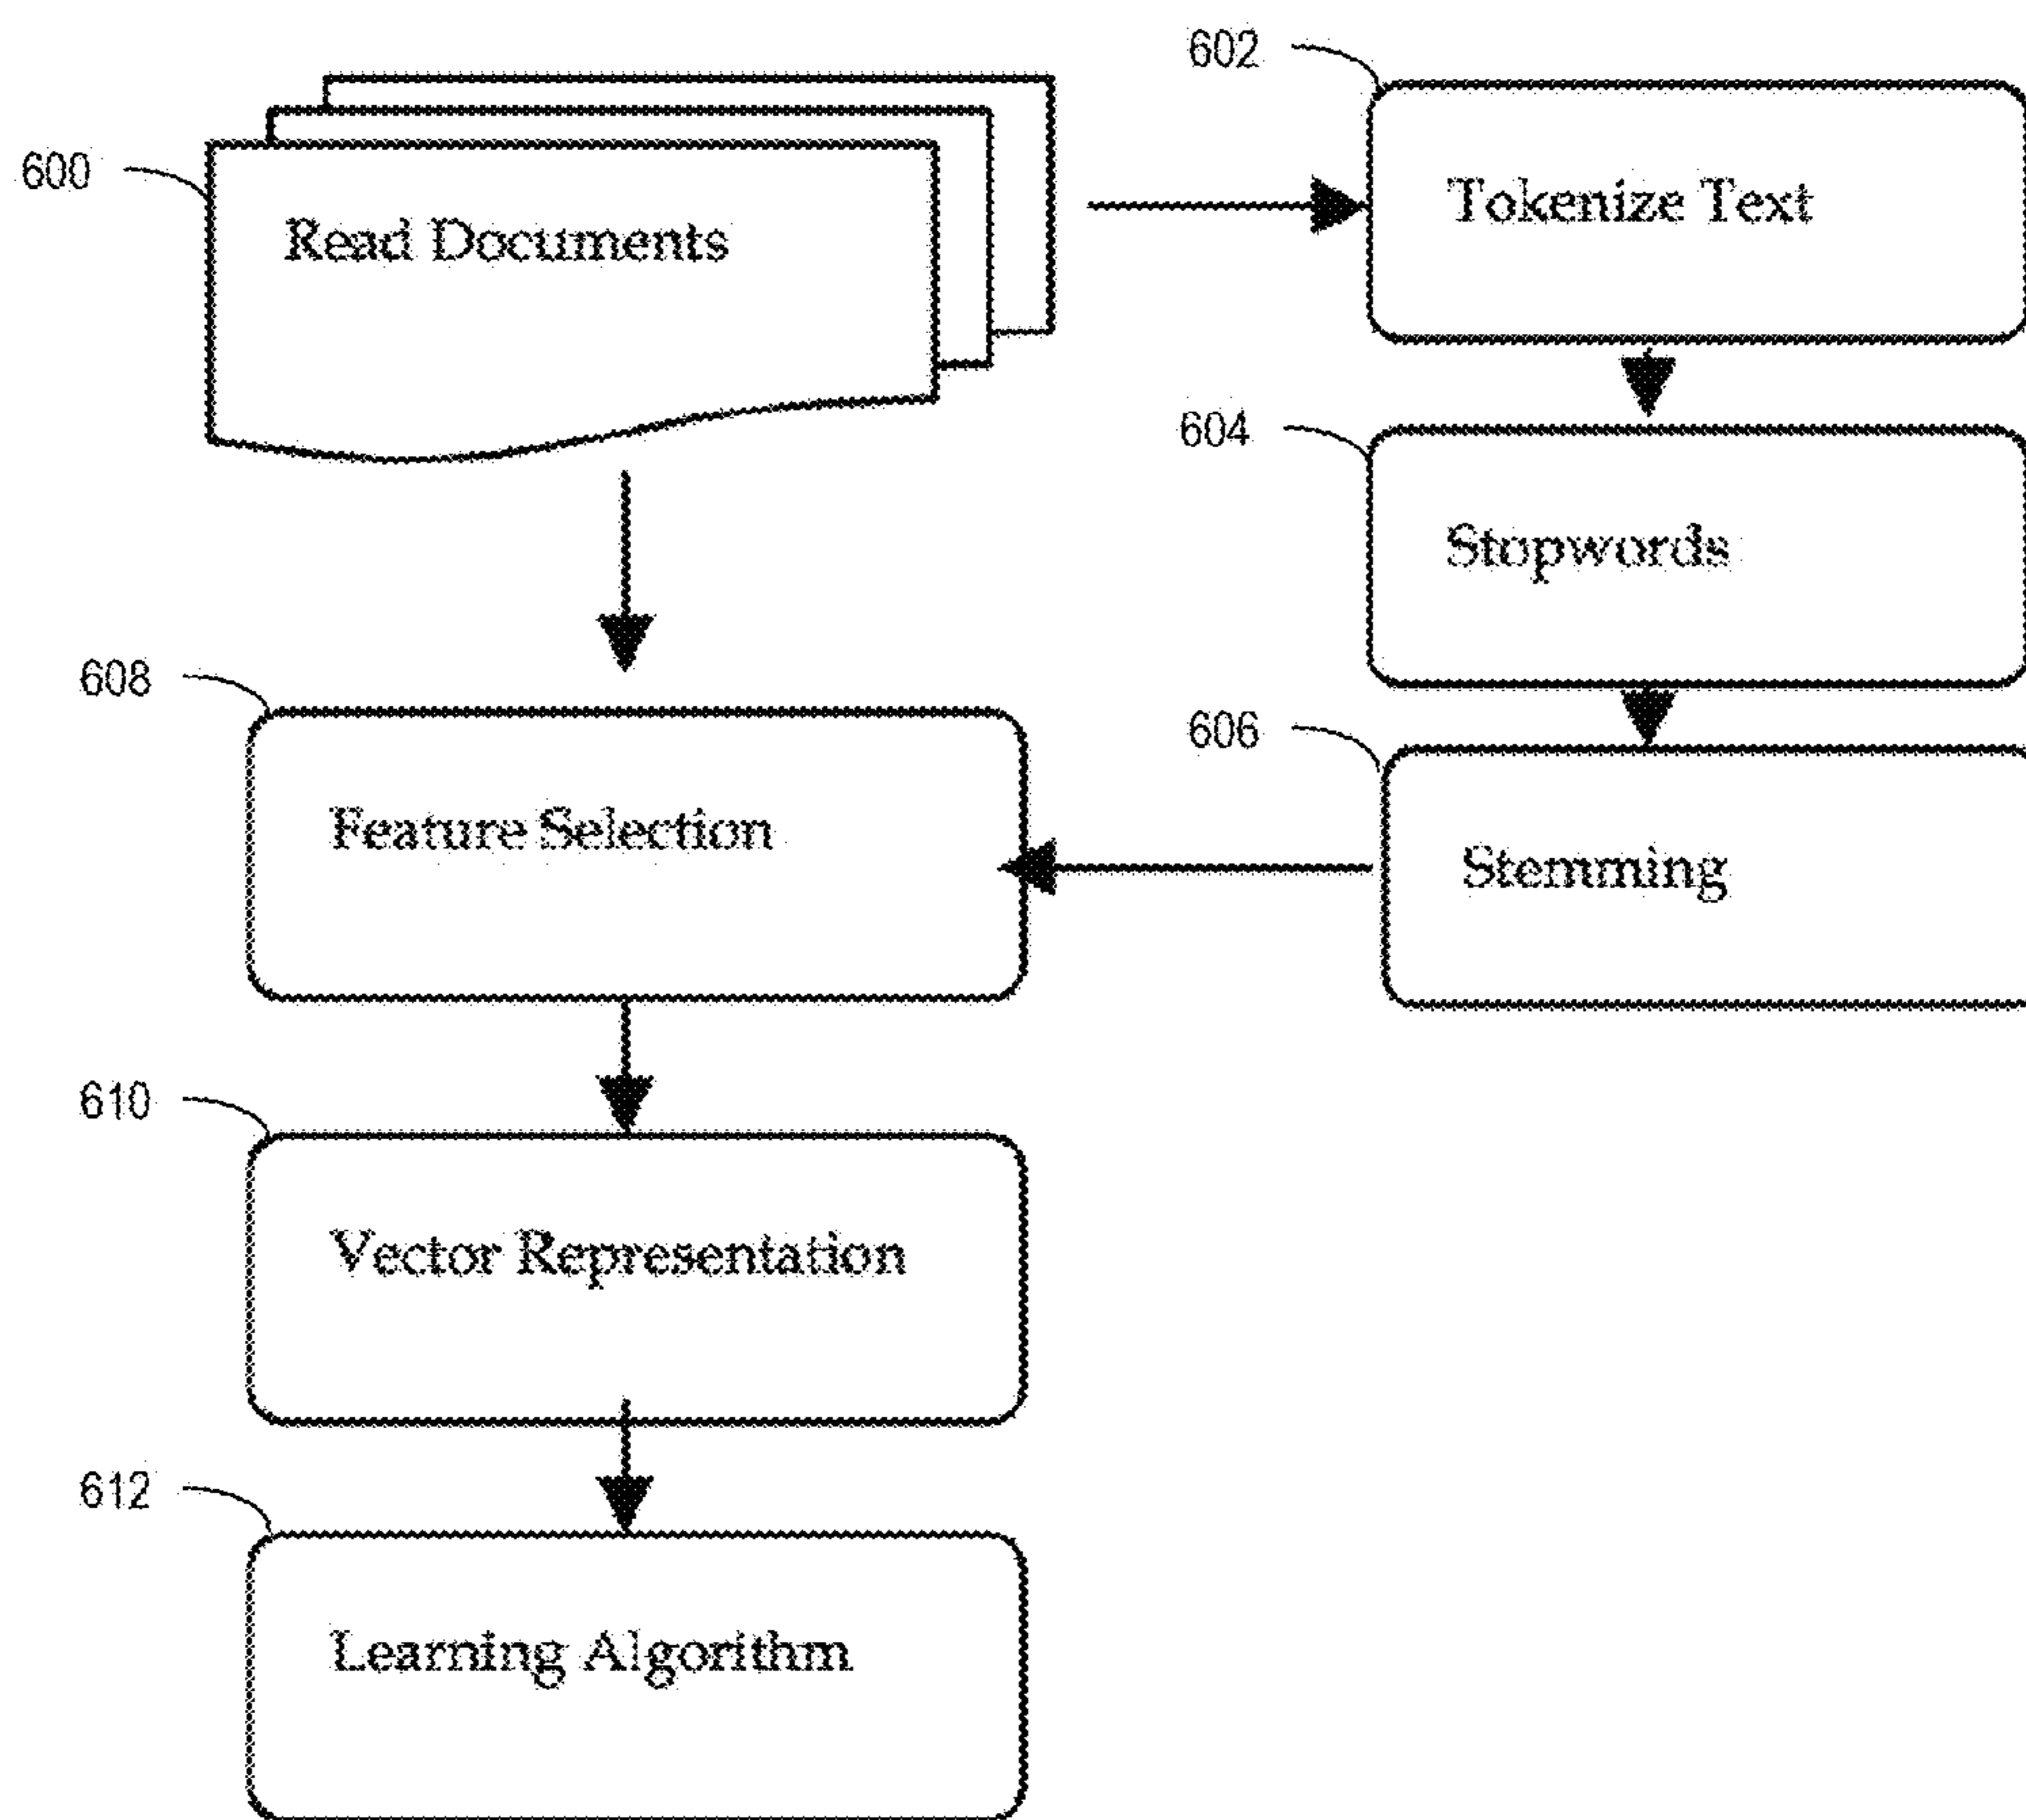 602
600
Read Documents
Tokenize Text
604
Stopwords
608
606
Feature Selection
Stemming
610
Vector Representation
612
Learning Algorithm